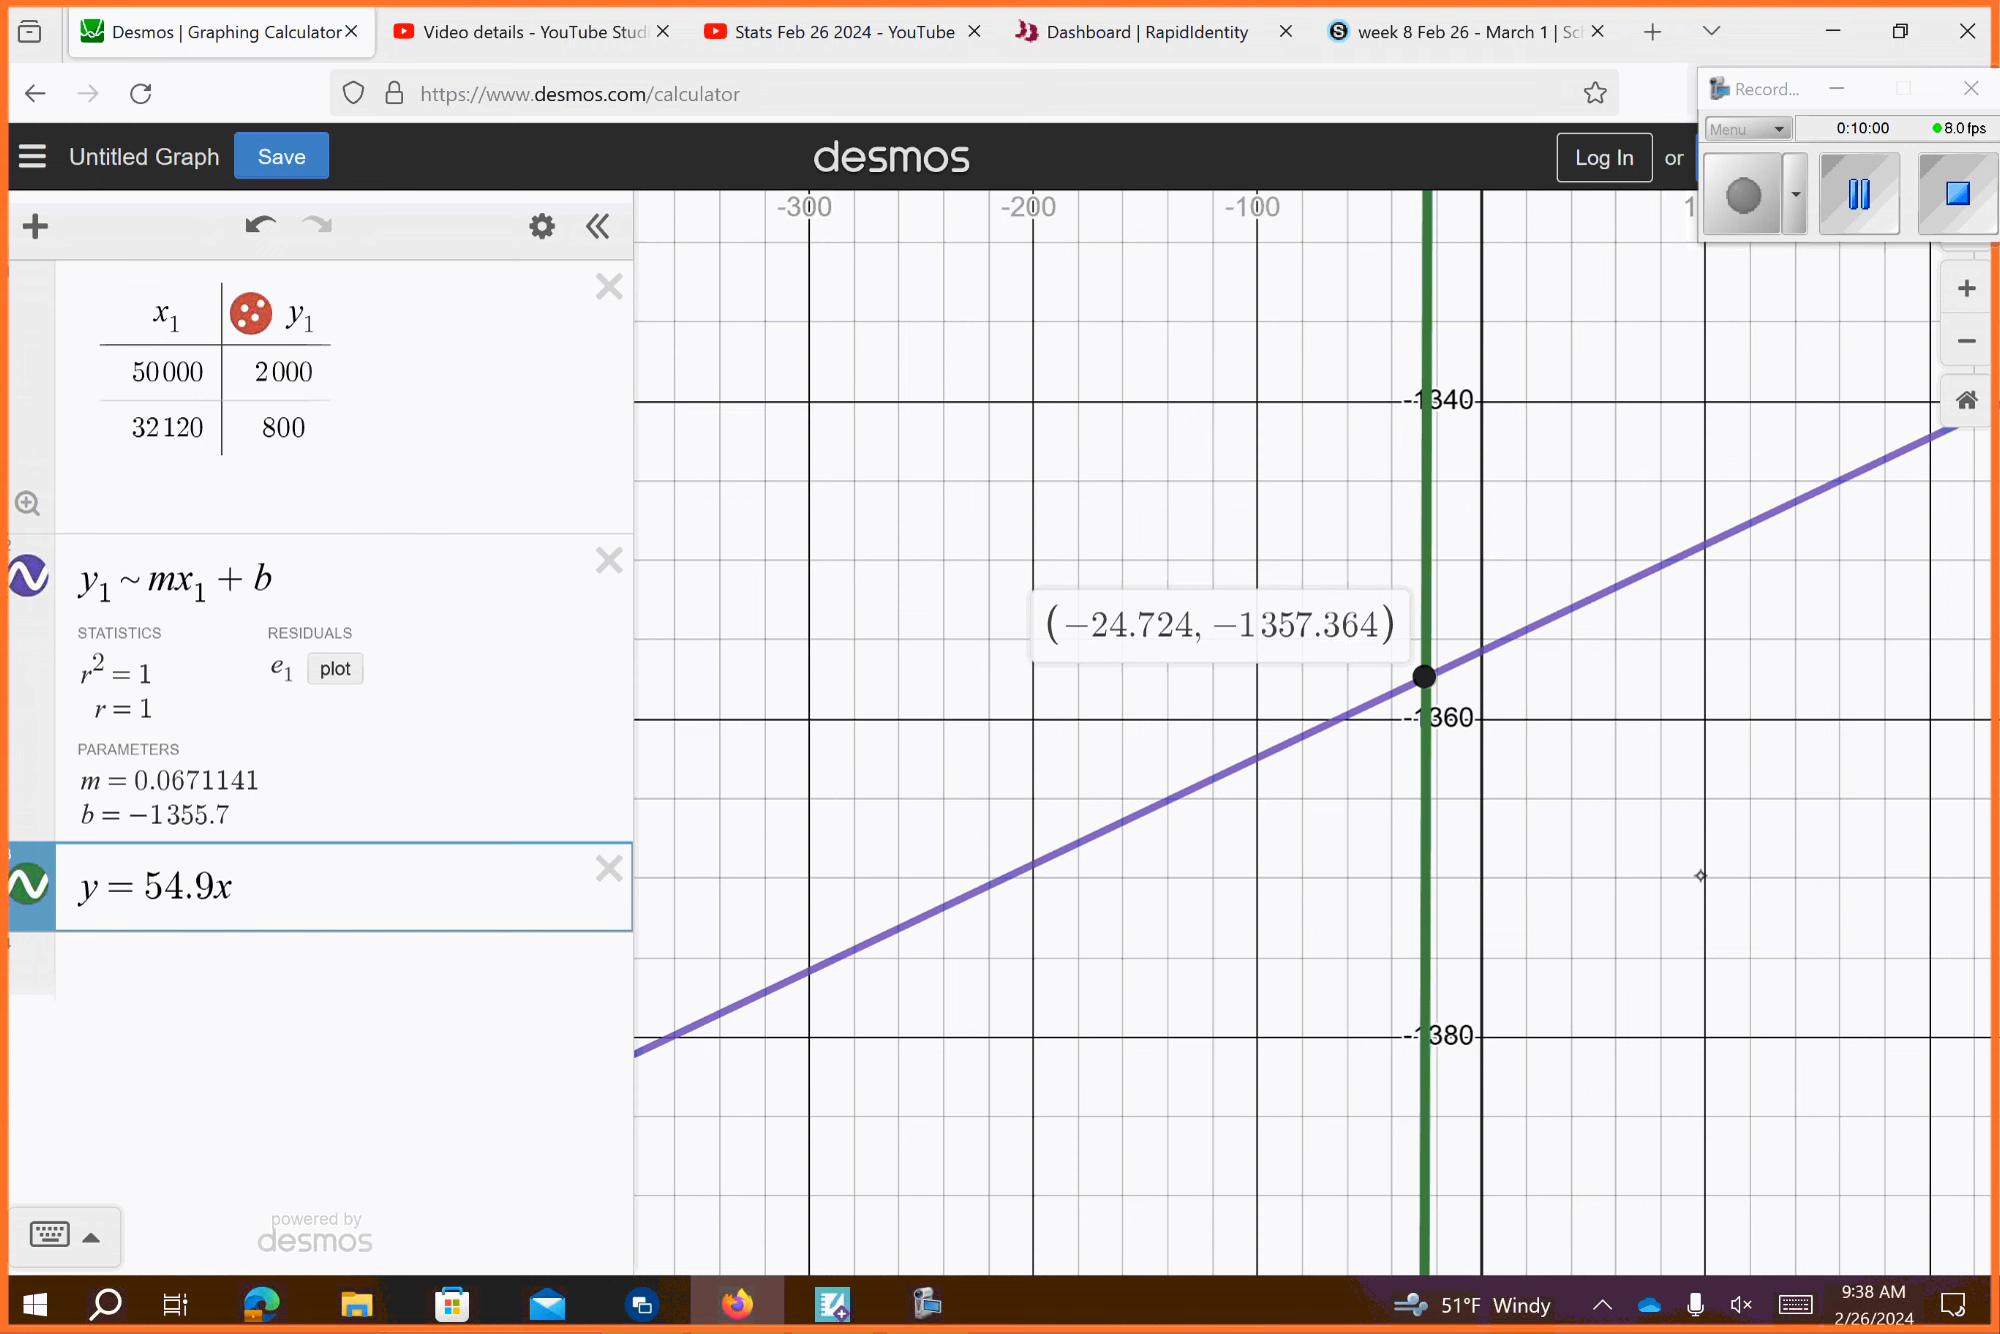 Desmos | Graphing Calculator
Video details - YouTube Stud
Stats Feb 26 2024 - YouTube
Dashboard | RapidIdentity
week 8 Feb 26 - March 1 | Sc
https://www.desmos.com/calculator
Record...
Menu
0:10:00
8.0 fps
Untitled Graph
Save
desmos
Log In
or
-300
-200
-100
1
x₁
y₁
50000
2000
32120
800
y₁ ~ mx₁ + b
STATISTICS
RESIDUALS
r² = 1
e₁
plot
r = 1
PARAMETERS
m = 0.0671141
b = −1355.7
y = 54.9x
-1340
(−24.724, −1357.364)
-1360
-1380
powered by
desmos
51°F Windy
9:38 AM
2/26/2024